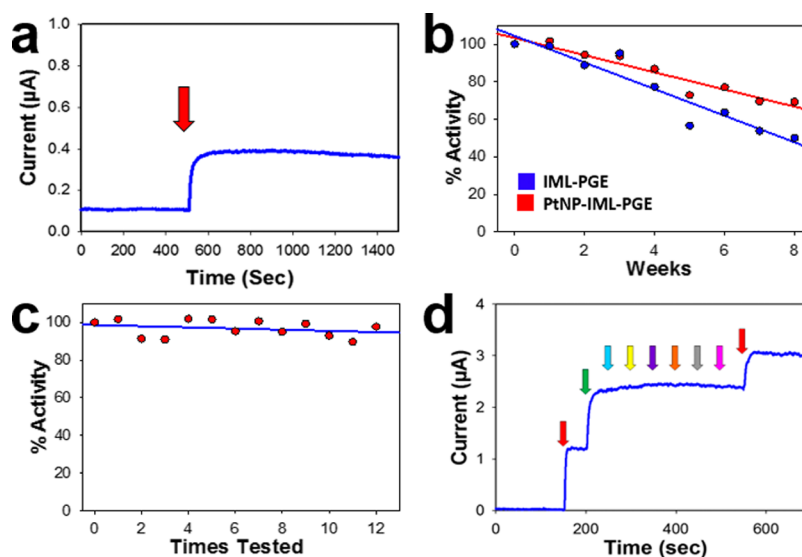 a
1.0
0.8
0.6
0.4
0.2
0.0
Current (µA)
0 200 400 600 800 1000 1400
Time (Sec)
b
100
80
60
40
20
0
% Activity
IML-PGE
PtNP-IML-PGE
0 2 4 6 8
Weeks
c
100
80
60
40
20
0
% Activity
0 2 4 6 8 10 12
Times Tested
d
4
3
2
1
0
Current (µA)
200 400 600
Time (sec)